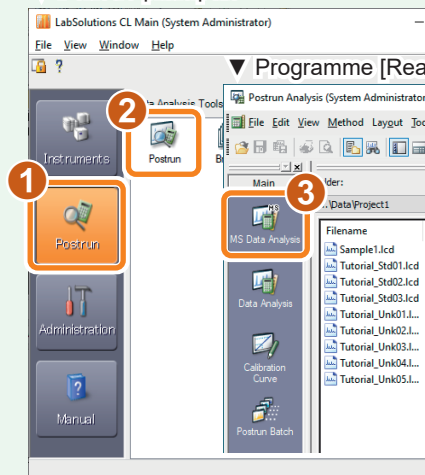 LabSolutions CL Main (System Administrator)
File View Window Help
?
▼ Programme [Rea
Data Analysis Tools
Instruments
Postrun
Administration
Manual
1
2
Postrun
Postrun Analysis (System Administrator
File Edit View Method Layout Too
Main
3
lder:
\Data\Project1
MS
MS Data Analysis
Data Analysis
Calibration
Curve
Postrun Batch
Filename
Sample1.lcd
Tutorial_Std01.lcd
Tutorial_Std02.lcd
Tutorial_Std03.lcd
Tutorial_Unk01.l...
Tutorial_Unk02.l...
Tutorial_Unk03.l...
Tutorial_Unk04.l...
Tutorial_Unk05.l...